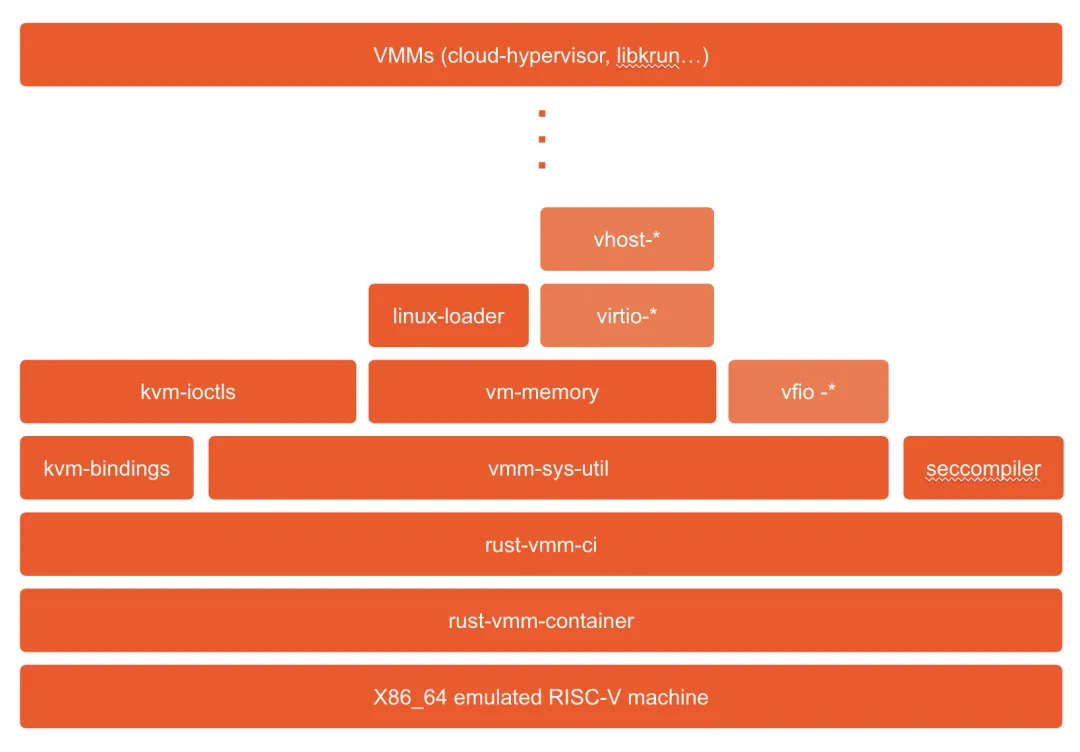 VMMs (cloud-hypervisor, libkrun…)
vhost-*
linux-loader
virtio-*
kvm-ioctls
vm-memory
vfio -*
kvm-bindings
vmm-sys-util
seccompiler
rust-vmm-ci
rust-vmm-container
X86_64 emulated RISC-V machine